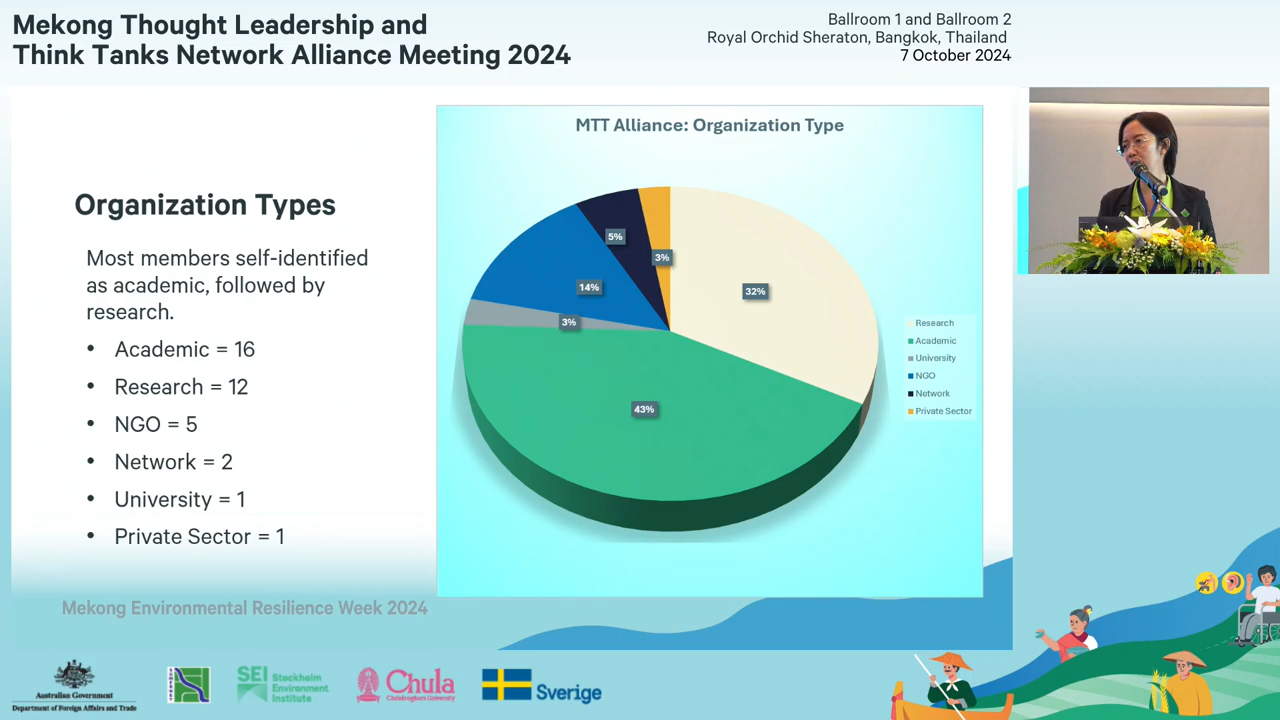 Mekong Thought Leadership and
Think Tanks Network Alliance Meeting 2024
Ballroom 1 and Ballroom 2
Royal Orchid Sheraton, Bangkok, Thailand
7 October 2024
Organization Types
Most members self-identified
as academic, followed by
research.
• Academic = 16
• Research = 12
• NGO = 5
• Network = 2
• University = 1
• Private Sector = 1
MTT Alliance: Organization Type
5%
3%
32%
14%
3%
43%
Research
Academic
University
NGO
Network
Private Sector
Mekong Environmental Resilience Week 2024
Australian Government
Department of Foreign Affairs and Trade
SEI Stockholm
Environment
Institute
Chula
Chulalongkorn University
Sverige